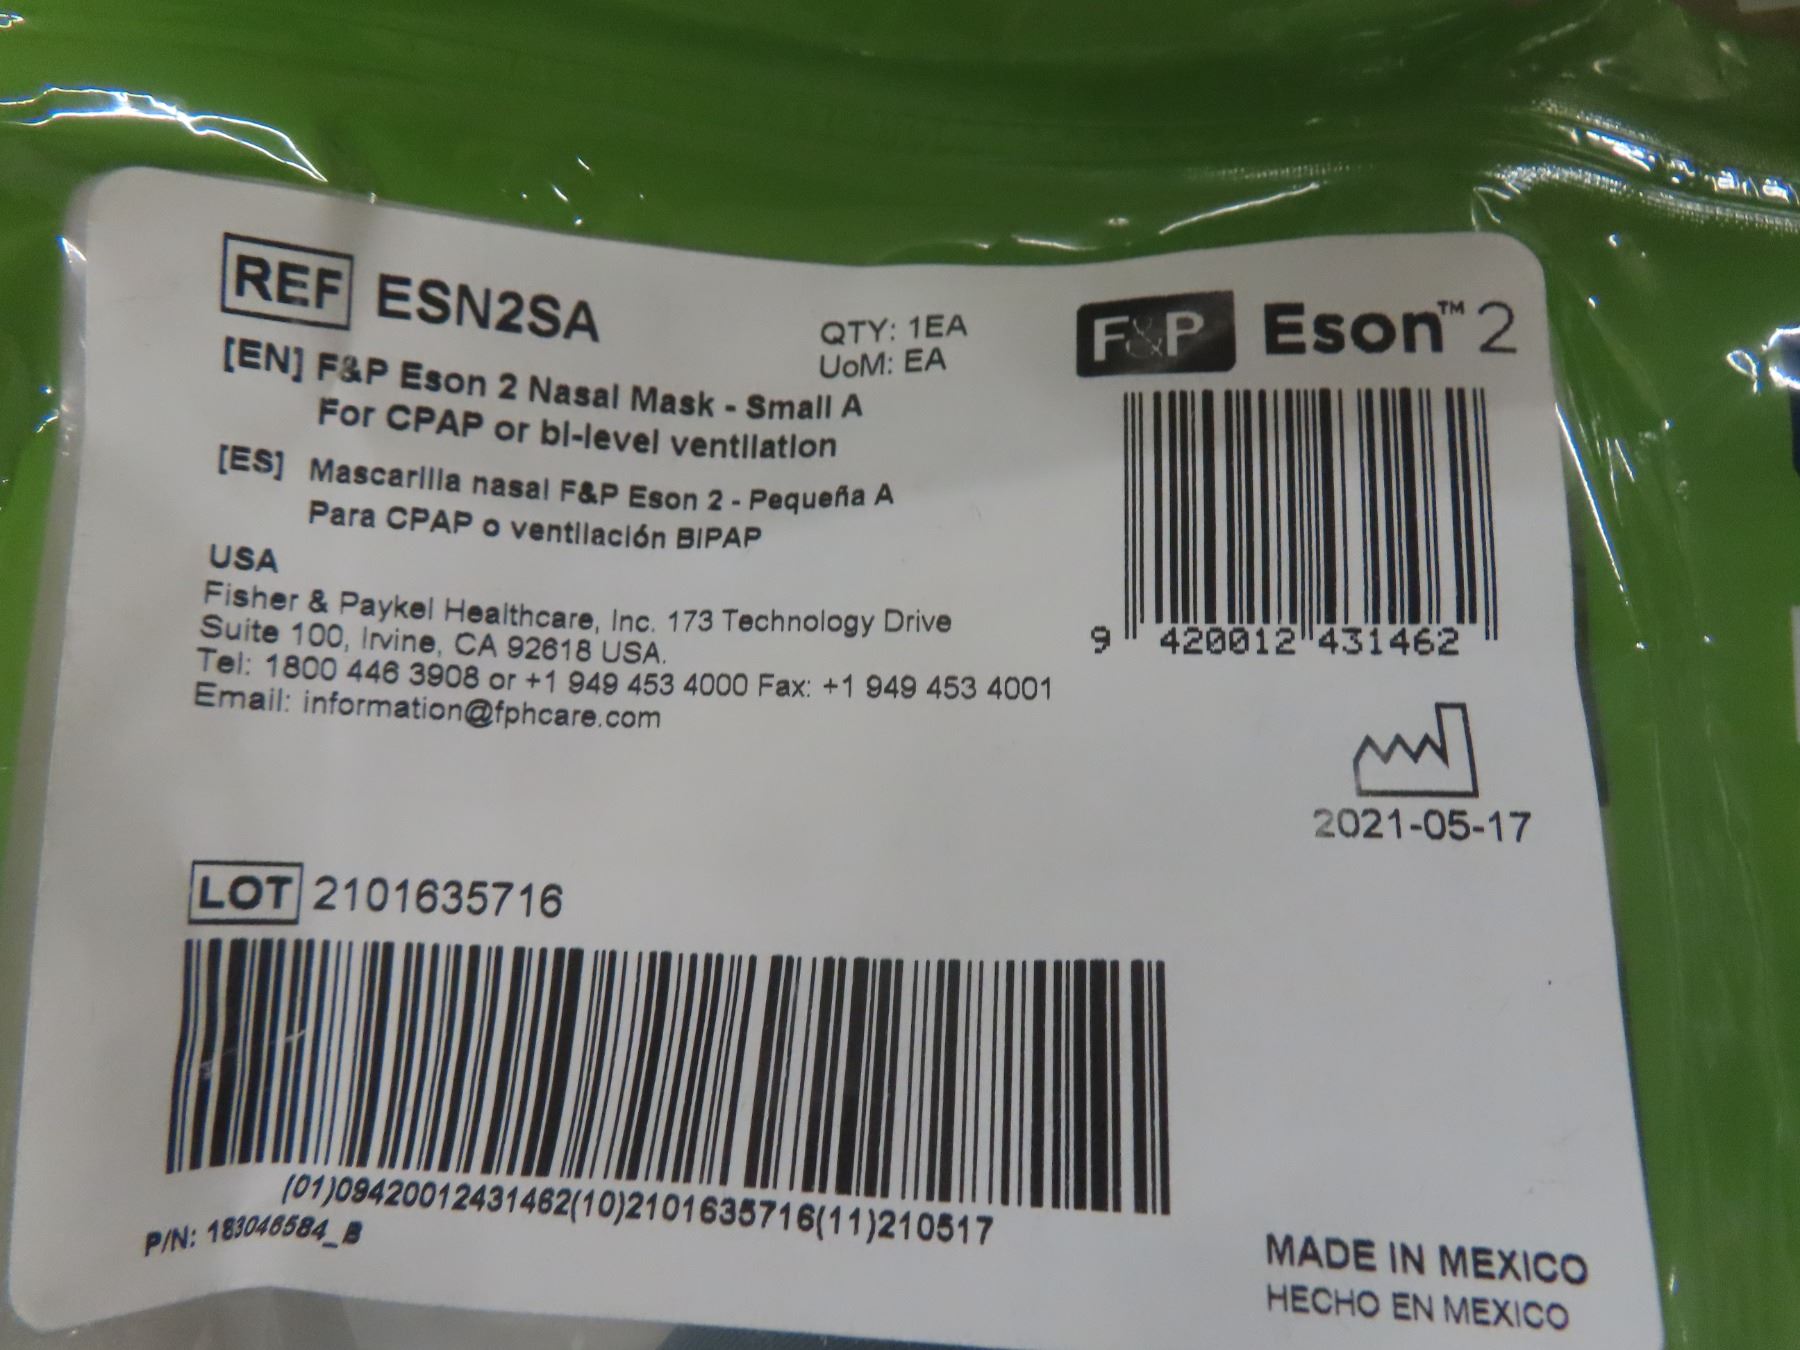 REF ESN2SA
QTY: 1EA
UoM: EA
F&P Eson™ 2
[EN] F&P Eson 2 Nasal Mask - Small A
For CPAP or bi-level ventilation
[ES] Mascarilla nasal F&P Eson 2 - Pequeña A
Para CPAP o ventilación BIPAP
USA
Fisher & Paykel Healthcare, Inc. 173 Technology Drive
Suite 100, Irvine, CA 92618 USA.
Tel: 1800 446 3908 or +1 949 453 4000 Fax: +1 949 453 4001
Email: information@fphcare.com
9 420012 431462
2021-05-17
LOT 2101635716
(01)09420012431462(10)2101635716(11)210517
P/N: 183046584_B
MADE IN MEXICO
HECHO EN MEXICO